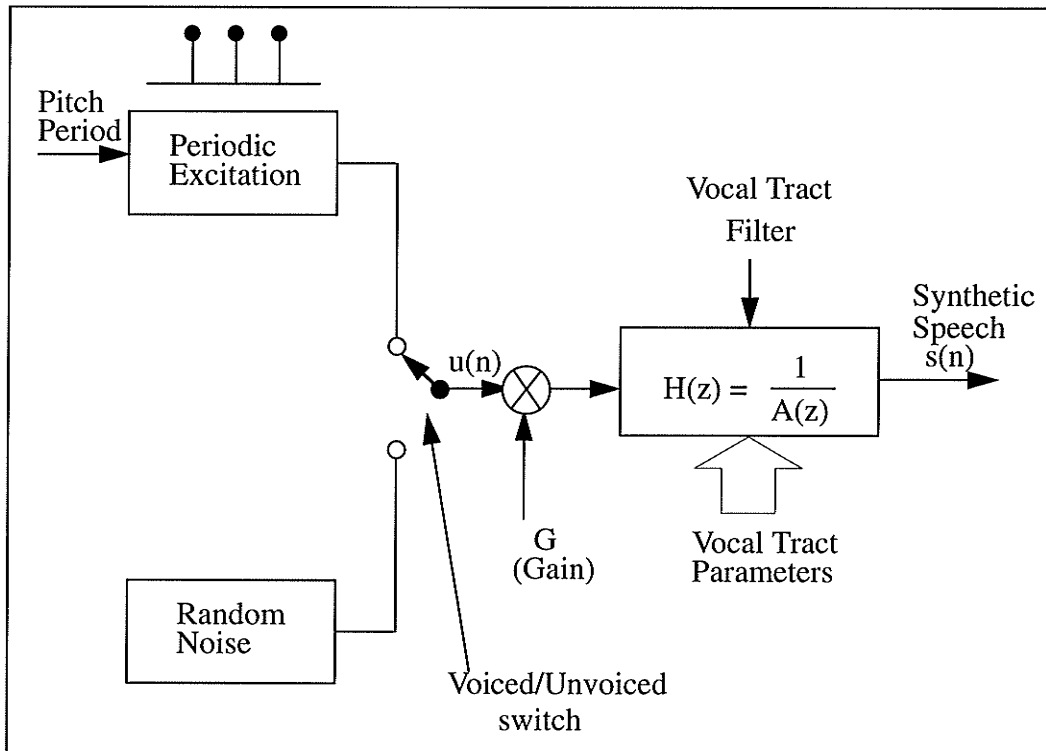 Pitch
Period
Periodic
Excitation
Vocal Tract
Filter
Synthetic
Speech
s(n)
u(n)
H(z) = 1
A(z)
G
(Gain)
Vocal Tract
Parameters
Random
Noise
Voiced/Unvoiced
switch